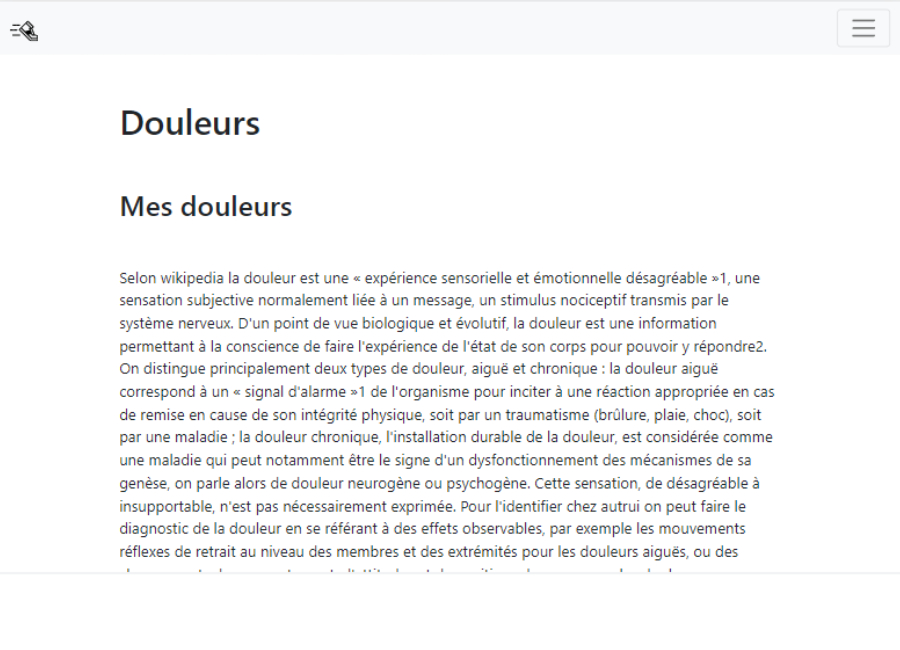 Douleurs
Mes douleurs
Selon wikipedia la douleur est une « expérience sensorielle et émotionnelle désagréable »1, une
sensation subjective normalement liée à un message, un stimulus nociceptif transmis par le
système nerveux. D'un point de vue biologique et évolutif, la douleur est une information
permettant à la conscience de faire l'expérience de l'état de son corps pour pouvoir y répondre2.
On distingue principalement deux types de douleur, aiguë et chronique : la douleur aiguë
correspond à un « signal d'alarme »1 de l'organisme pour inciter à une réaction appropriée en cas
de remise en cause de son intégrité physique, soit par un traumatisme (brûlure, plaie, choc), soit
par une maladie ; la douleur chronique, l'installation durable de la douleur, est considérée comme
une maladie qui peut notamment être le signe d'un dysfonctionnement des mécanismes de sa
genèse, on parle alors de douleur neurogène ou psychogène. Cette sensation, de désagréable à
insupportable, n'est pas nécessairement exprimée. Pour l'identifier chez autrui on peut faire le
diagnostic de la douleur en se référant à des effets observables, par exemple les mouvements
réflexes de retrait au niveau des membres et des extrémités pour les douleurs aiguës, ou des